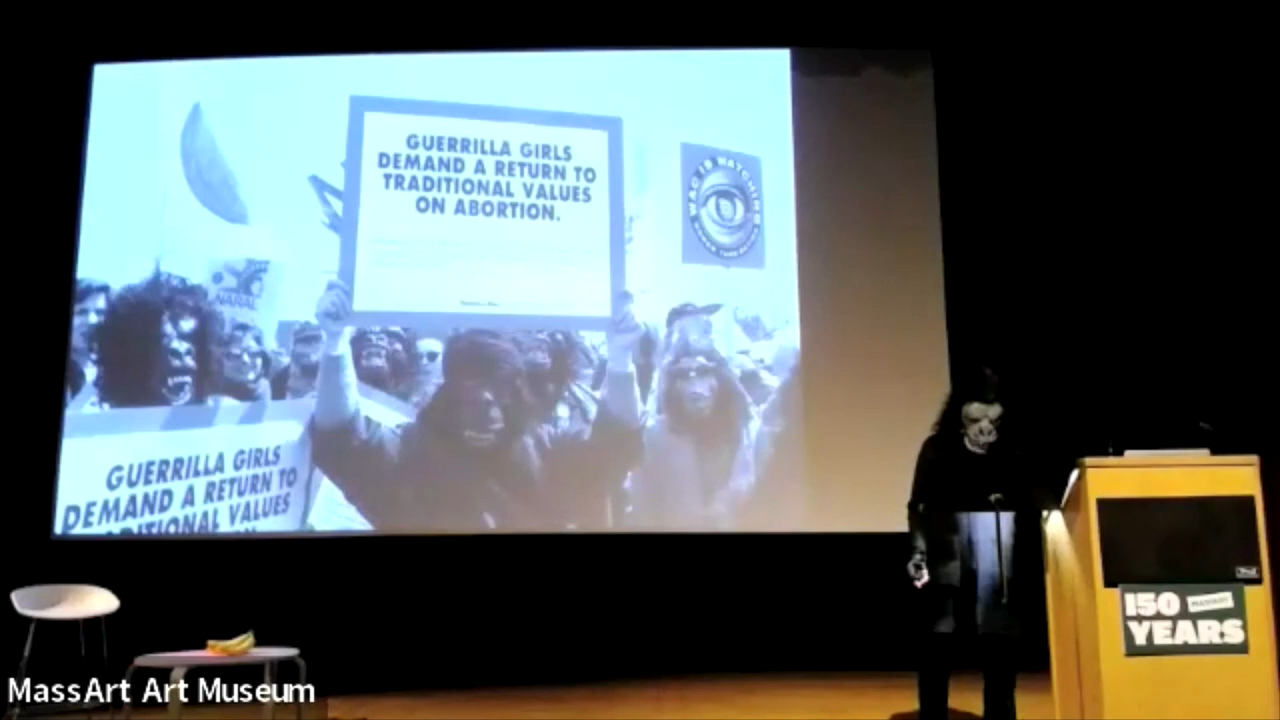 GUERRILLA GIRLS
DEMAND A RETURN TO
TRADITIONAL VALUES
ON ABORTION.
WAC IS WATCHING
NARAL
GUERRILLA GIRLS
DEMAND A RETURN TO
TRADITIONAL VALUES
150
YEARS
MassArt Art Museum